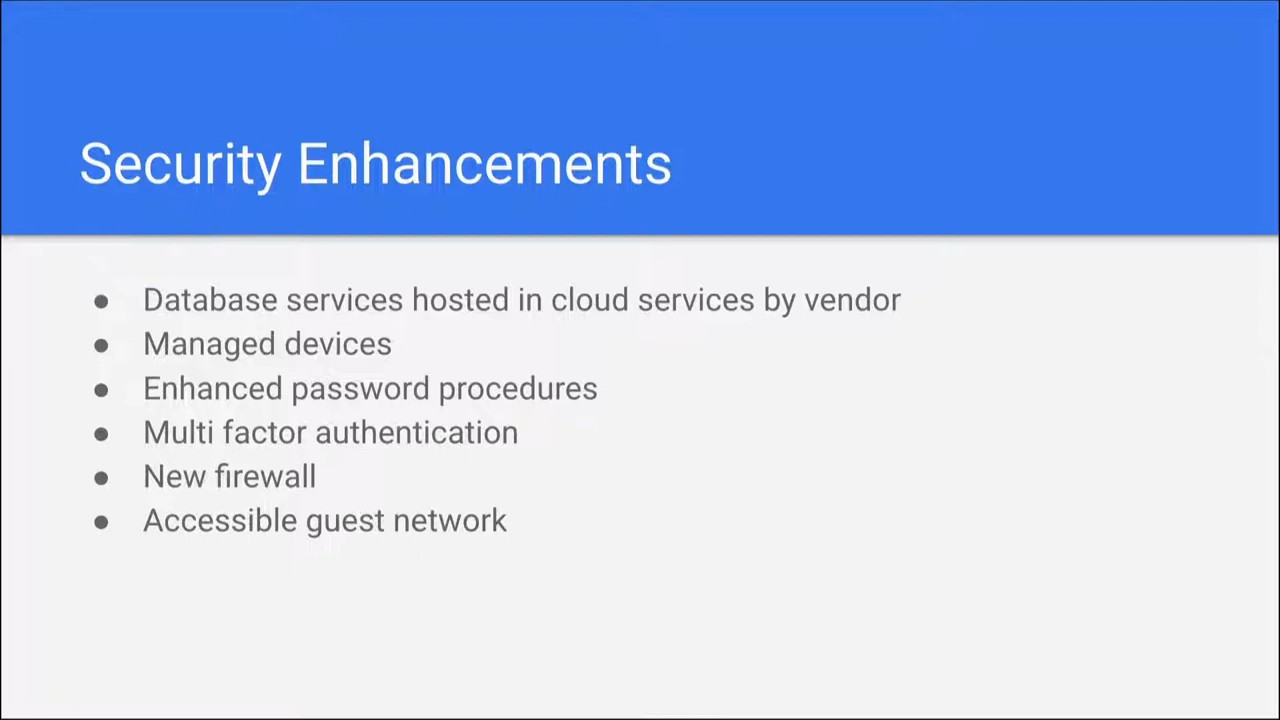 Security Enhancements
● Database services hosted in cloud services by vendor
● Managed devices
● Enhanced password procedures
● Multi factor authentication
● New firewall
● Accessible guest network